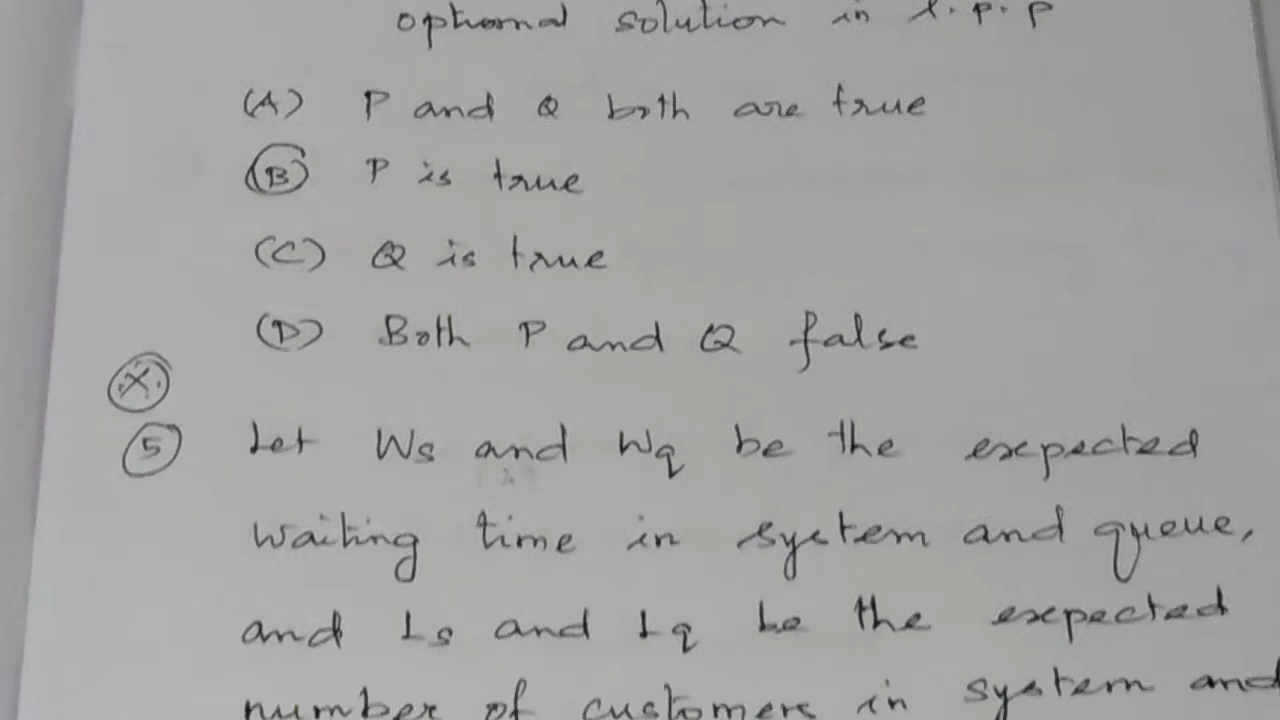 optimal solution in l.p.p
(A) P and Q both are true
(B) P is true
(C) Q is true
(D) Both P and Q false
(X)
(5) Let Ws and Wq be the expected
waiting time in system and queue,
and Ls and Lq be the expected
number of customers in system and